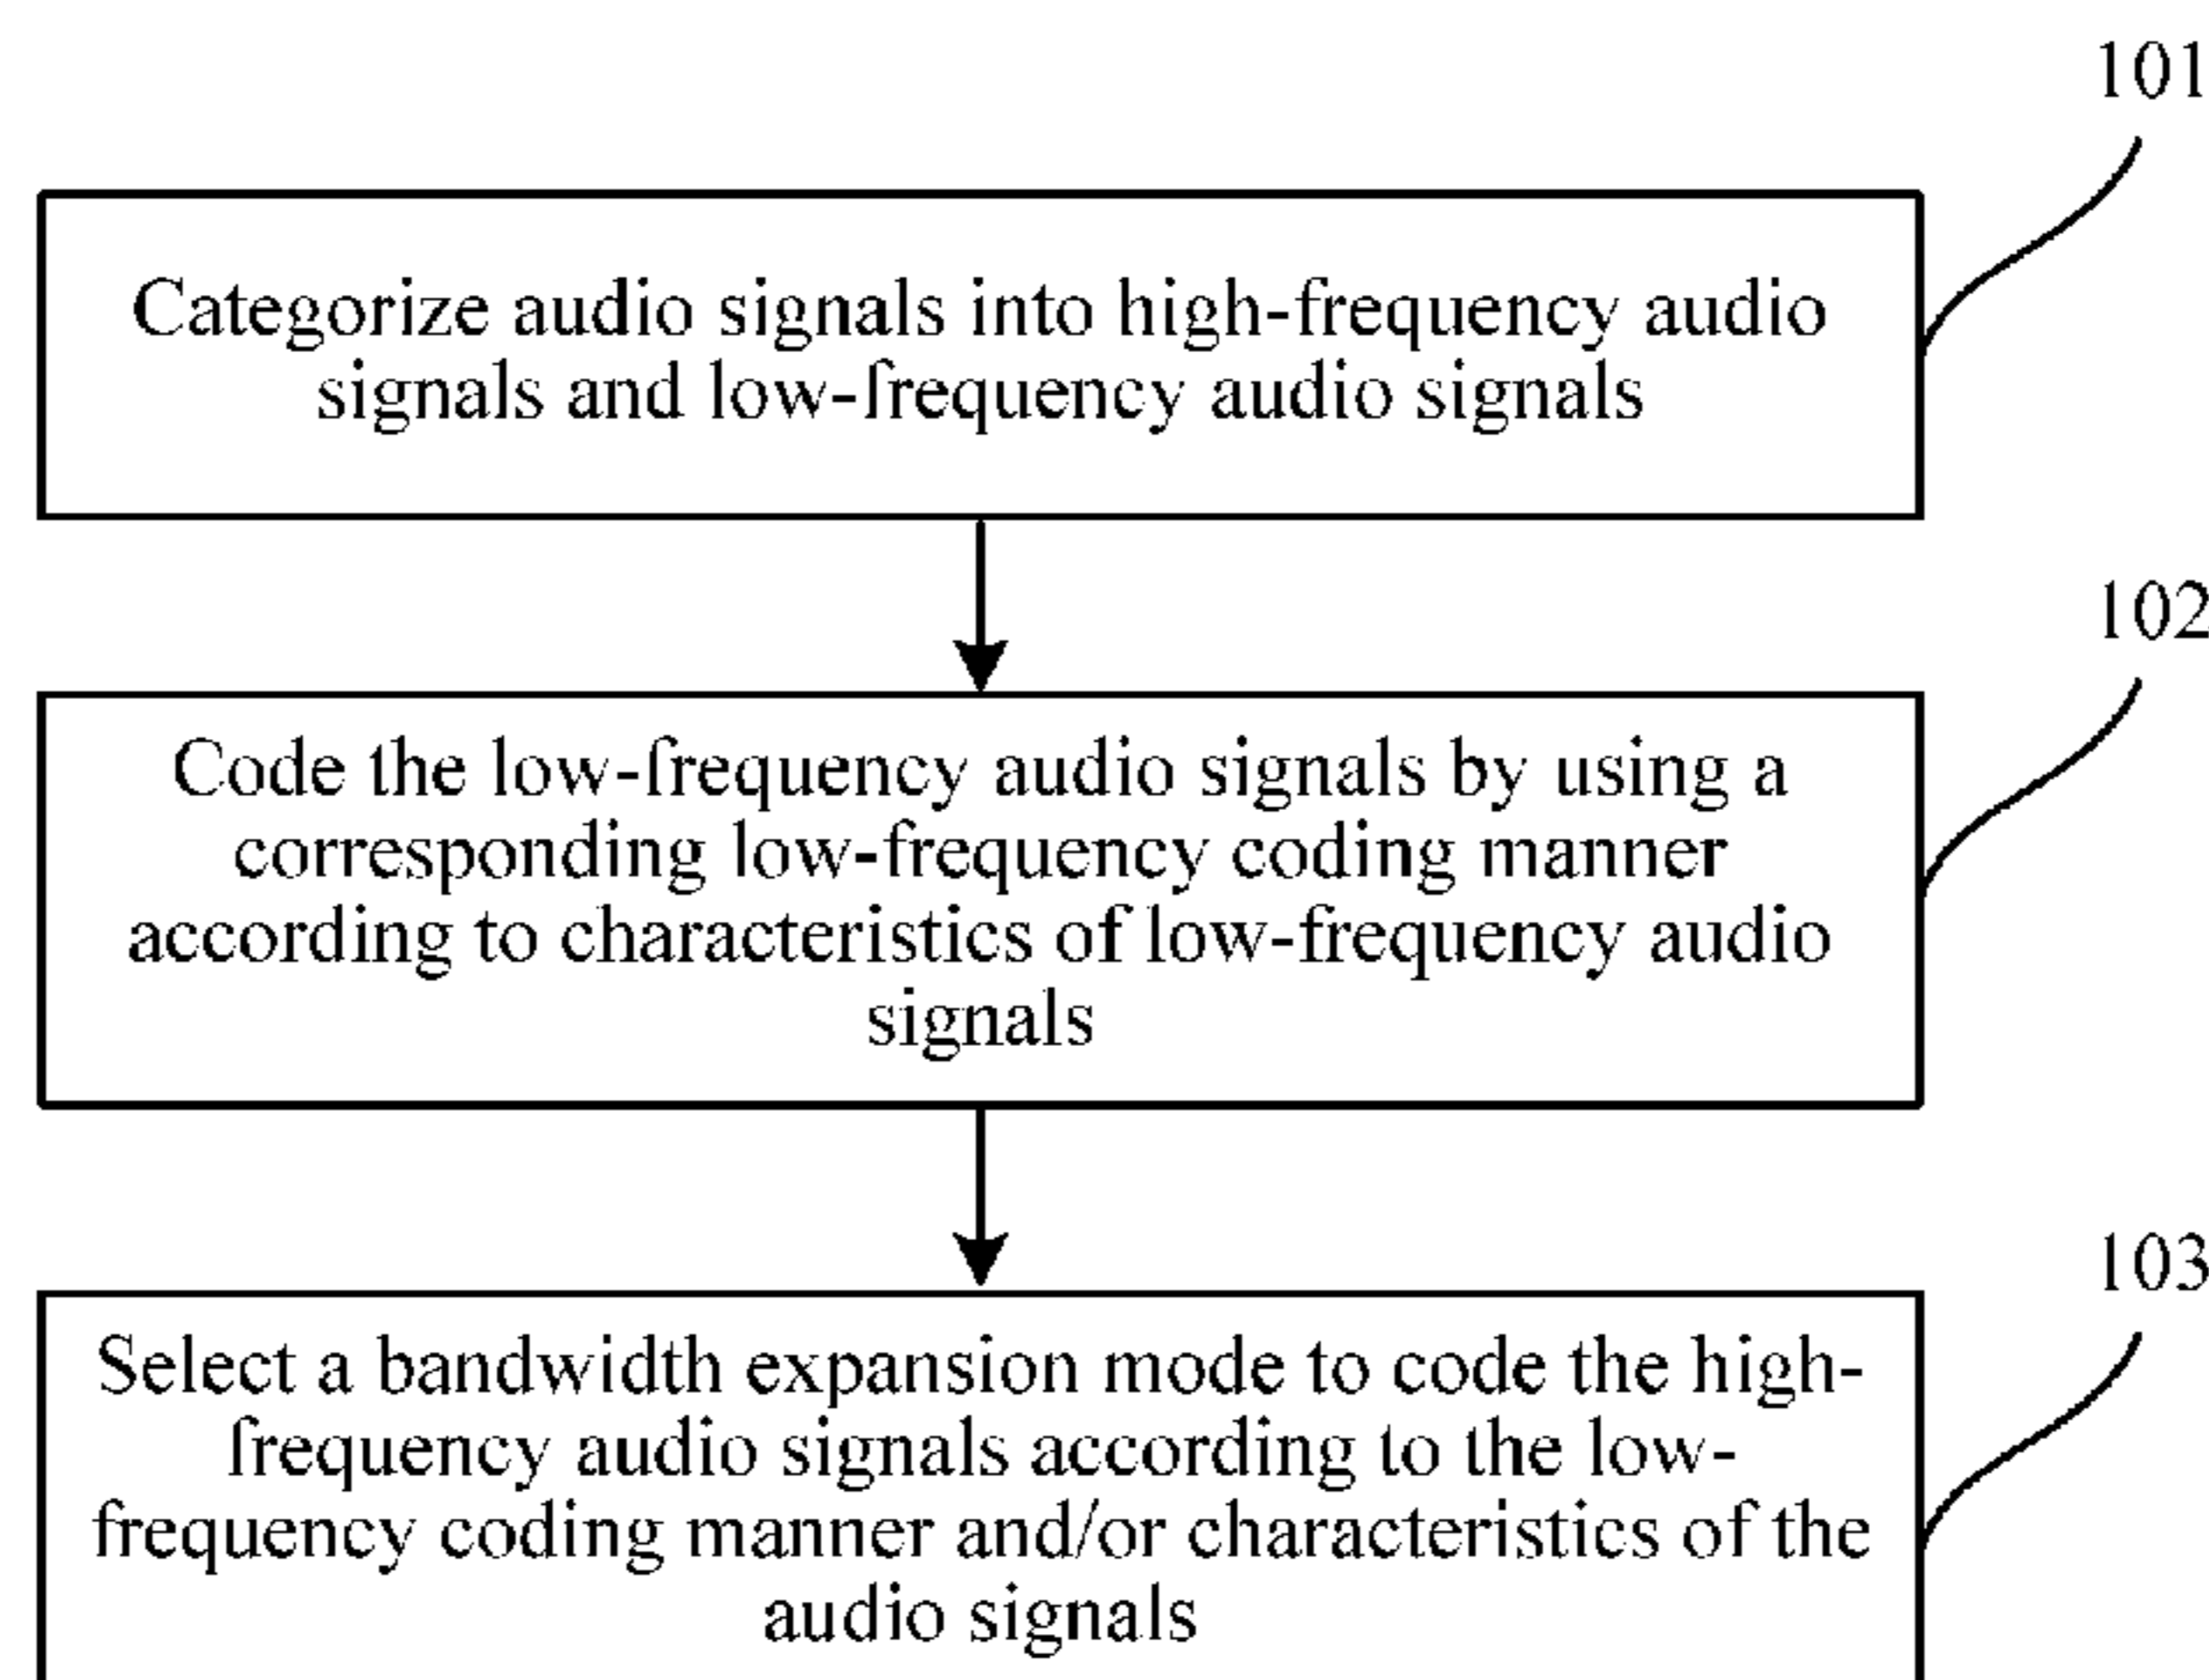 101
Categorize audio signals into high-frequency audio
signals and low-frequency audio signals
102
Code the low-frequency audio signals by using a
corresponding low-frequency coding manner
according to characteristics of low-frequency audio
signals
103
Select a bandwidth expansion mode to code the high-
frequency audio signals according to the low-
frequency coding manner and/or characteristics of the
audio signals